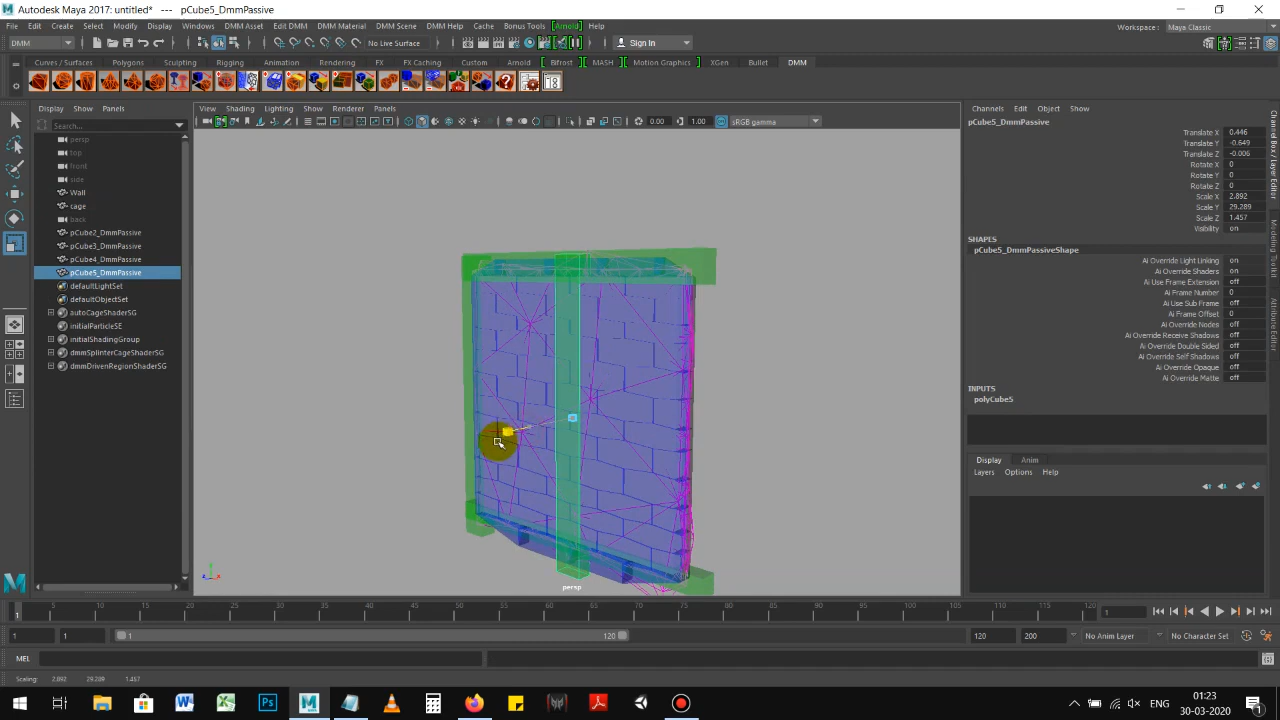 Autodesk Maya 2017: untitled*   ---   pCube5_DmmPassive
File Edit Create Select Modify Display Windows DMM Asset Edit DMM DMM Material DMM Scene DMM Help Cache Bonus Tools Arnold Help
Workspace : Maya Classic
DMM No Live Surface Sign In
Curves / Surfaces Polygons Sculpting Rigging Animation Rendering FX FX Caching Custom Arnold Bifrost MASH Motion Graphics XGen Bullet DMM
18
Display Show Panels
View Shading Lighting Show Renderer Panels
Channels Edit Object Show
Search...
0.00 1.00 sRGB gamma
pCube5_DmmPassive
persp
top
front
side
Wall
cage
back
pCube2_DmmPassive
pCube3_DmmPassive
pCube4_DmmPassive
pCube5_DmmPassive
defaultLightSet
defaultObjectSet
autoCageShaderSG
initialParticleSE
initialShadingGroup
dmmSplinterCageShaderSG
dmmDrivenRegionShaderSG
persp
Translate X 0.446
Translate Y -0.649
Translate Z -0.006
Rotate X 0
Rotate Y 0
Rotate Z 0
Scale X 2.892
Scale Y 29.289
Scale Z 1.457
Visibility on
SHAPES
pCube5_DmmPassiveShape
Ai Override Light Linking on
Ai Override Shaders on
Ai Use Frame Extension off
Ai Frame Number 0
Ai Use Sub Frame off
Ai Frame Offset 0
Ai Override Nodes off
Ai Override Receive Shadows off
Ai Override Double Sided off
Ai Override Self Shadows off
Ai Override Opaque off
Ai Override Matte off
INPUTS
polyCube5
Display Anim
Layers Options Help
Channel Box / Layer Editor
Modeling Toolkit
Attribute Editor
5 10 15 20 25 30 35 40 45 50 55 60 65 70 75 80 85 90 95 100 105 110 115 120
1
1
1 1 1 120 120 200 No Anim Layer No Character Set
MEL
Scaling: 2.892 29.289 1.457
ENG
01:23
30-03-2020